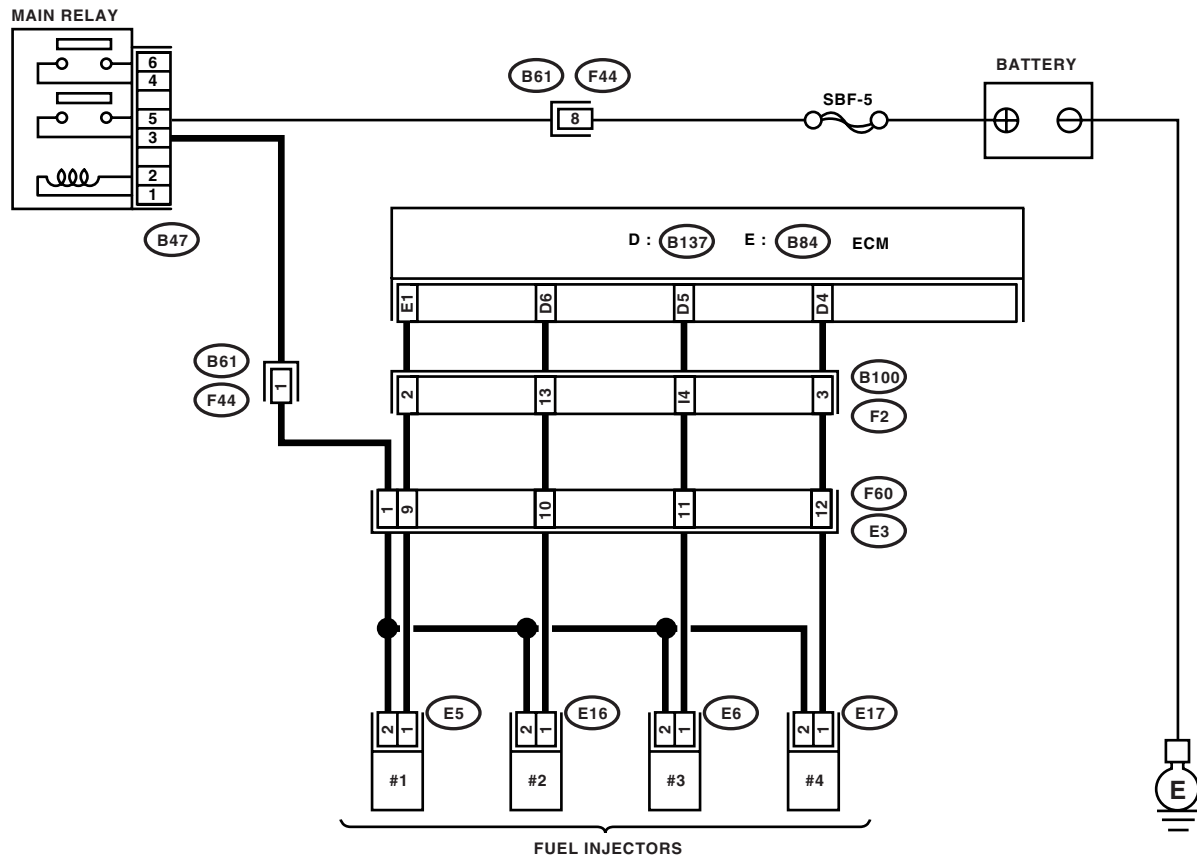 MAIN RELAY
6
4
5
3
2
1
B47
B61 F44
8
SBF-5
BATTERY
D : B137 E : B84 ECM
E1 D6 D5 D4
B61
F44
1
2 13 I4 3
B100
F2
1 9 10 11 12
F60
E3
2 1 E5
2 1 E16
2 1 E6
2 1 E17
#1 #2 #3 #4
E
FUEL INJECTORS